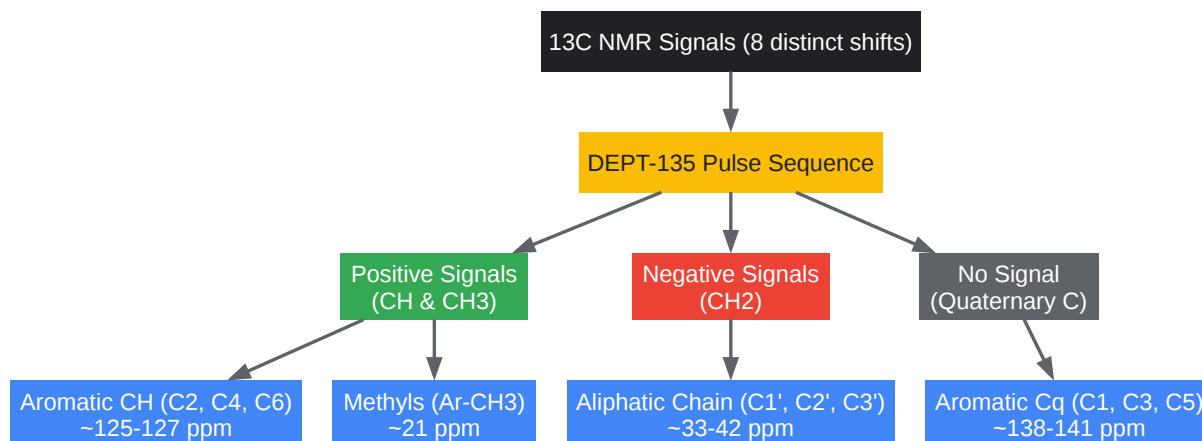 13C NMR Signals (8 distinct shifts)
DEPT-135 Pulse Sequence
Positive Signals
(CH & CH3)
Negative Signals
(CH2)
No Signal
(Quaternary C)
Aromatic CH (C2, C4, C6)
~125-127 ppm
Methyls (Ar-CH3)
~21 ppm
Aliphatic Chain (C1', C2', C3')
~33-42 ppm
Aromatic Cq (C1, C3, C5)
~138-141 ppm